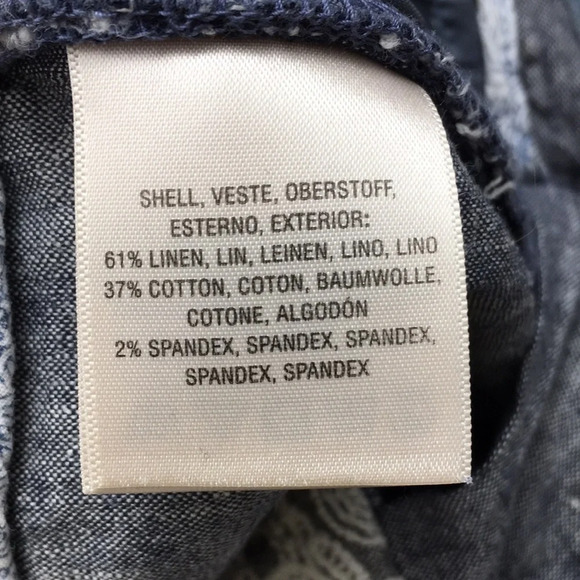 SHELL, VESTE, OBERSTOFF,
ESTERNO, EXTERIOR:
61% LINEN, LIN, LEINEN, LINO, LINO
37% COTTON, COTON, BAUMWOLLE,
COTONE, ALGODÓN
2% SPANDEX, SPANDEX, SPANDEX,
SPANDEX, SPANDEX